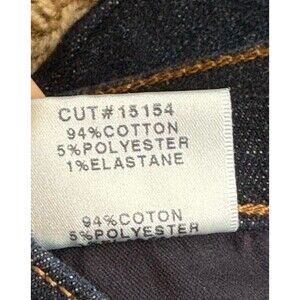 CUT#15154
94%COTTON
5%POLYESTER
1%ELASTANE
94%COTON
5%POLYESTER